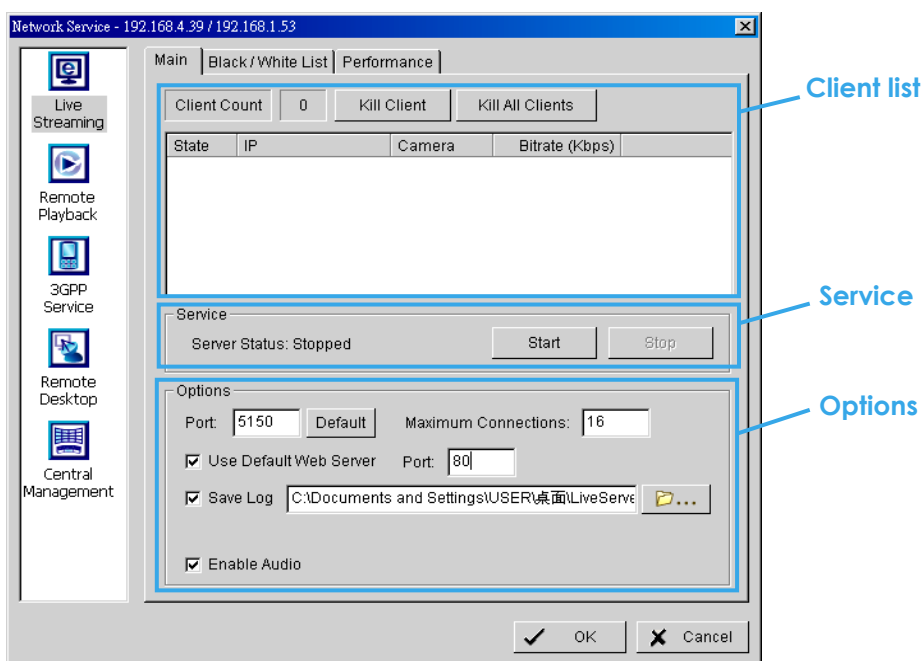 Network Service - 192.168.4.39 / 192.168.1.53
Live
Streaming
Remote
Playback
3GPP
Service
Remote
Desktop
Central
Management
Main
Black / White List
Performance
Client Count
0
Kill Client
Kill All Clients
State
IP
Camera
Bitrate (Kbps)
Service
Server Status: Stopped
Start
Stop
Options
Port:
5150
Default
Maximum Connections:
16
Use Default Web Server
Port:
80
Save Log
C:\Documents and Settings\USER\桌面\LiveServe
...
Enable Audio
OK
Cancel
Client list
Service
Options